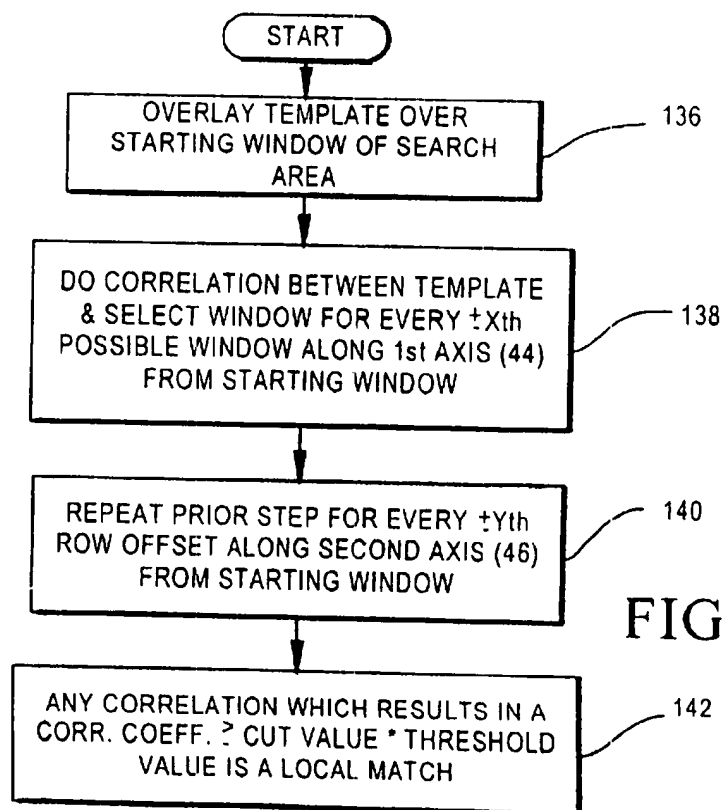 START
OVERLAY TEMPLATE OVER
STARTING WINDOW OF SEARCH
AREA
136
DO CORRELATION BETWEEN TEMPLATE
& SELECT WINDOW FOR EVERY ±Xth
POSSIBLE WINDOW ALONG 1st AXIS (44)
FROM STARTING WINDOW
138
REPEAT PRIOR STEP FOR EVERY ±Yth
ROW OFFSET ALONG SECOND AXIS (46)
FROM STARTING WINDOW
140
FIG
ANY CORRELATION WHICH RESULTS IN A
CORR. COEFF. ≥ CUT VALUE * THRESHOLD
VALUE IS A LOCAL MATCH
142